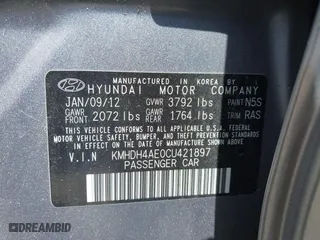 MANUFACTURED IN KOREA BY
HYUNDAI MOTOR COMPANY
JAN/09/12 GVWR 3792 lbs PAINT N5S
GAWR FRONT 2072 lbs GAWR REAR 1764 lbs TRIM RAS
THIS VEHICLE CONFORMS TO ALL APPLICABLE FEDERAL
MOTOR VEHICLE SAFETY, BUMPER, AND THEFT PREVENTION STANDARDS
IN EFFECT ON THE DATE OF MANUFACTURE SHOWN ABOVE.
V.I.N KMHDH4AE0CU421897
PASSENGER CAR